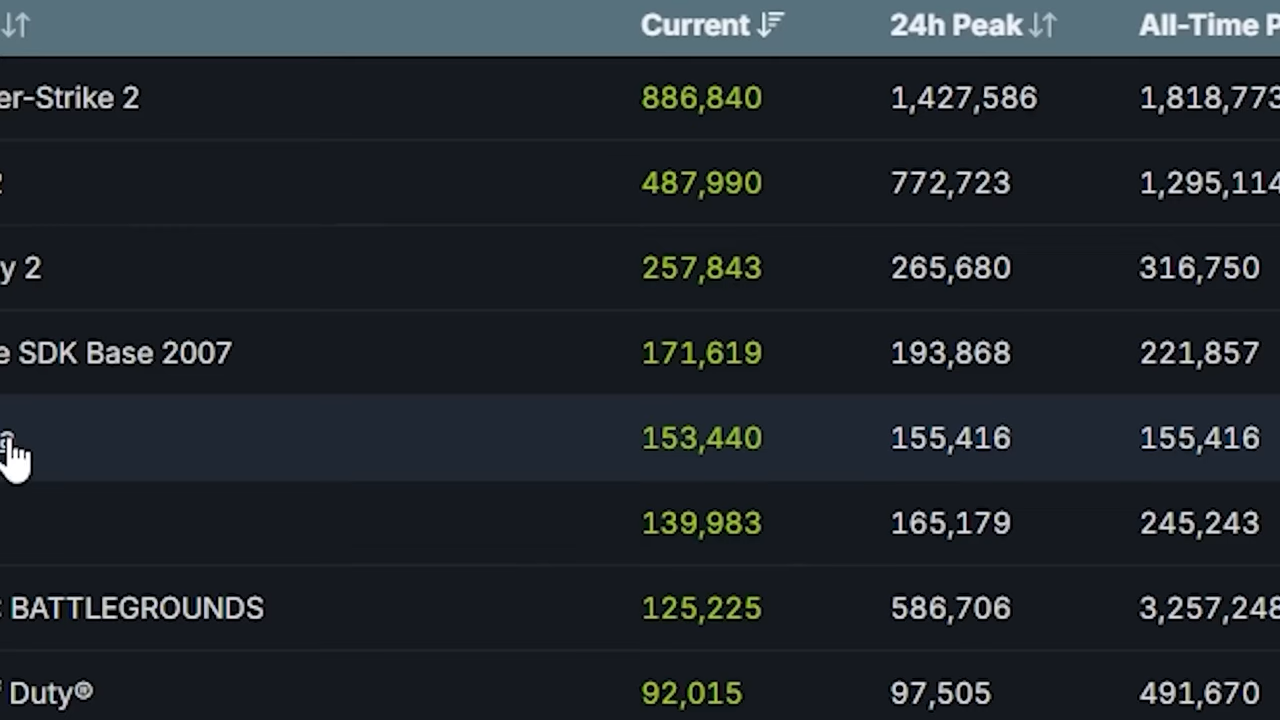 Current 24h Peak All-Time P
er-Strike 2 886,840 1,427,586 1,818,773
2 487,990 772,723 1,295,114
y 2 257,843 265,680 316,750
e SDK Base 2007 171,619 193,868 221,857
153,440 155,416 155,416
139,983 165,179 245,243
: BATTLEGROUNDS 125,225 586,706 3,257,248
f Duty® 92,015 97,505 491,670